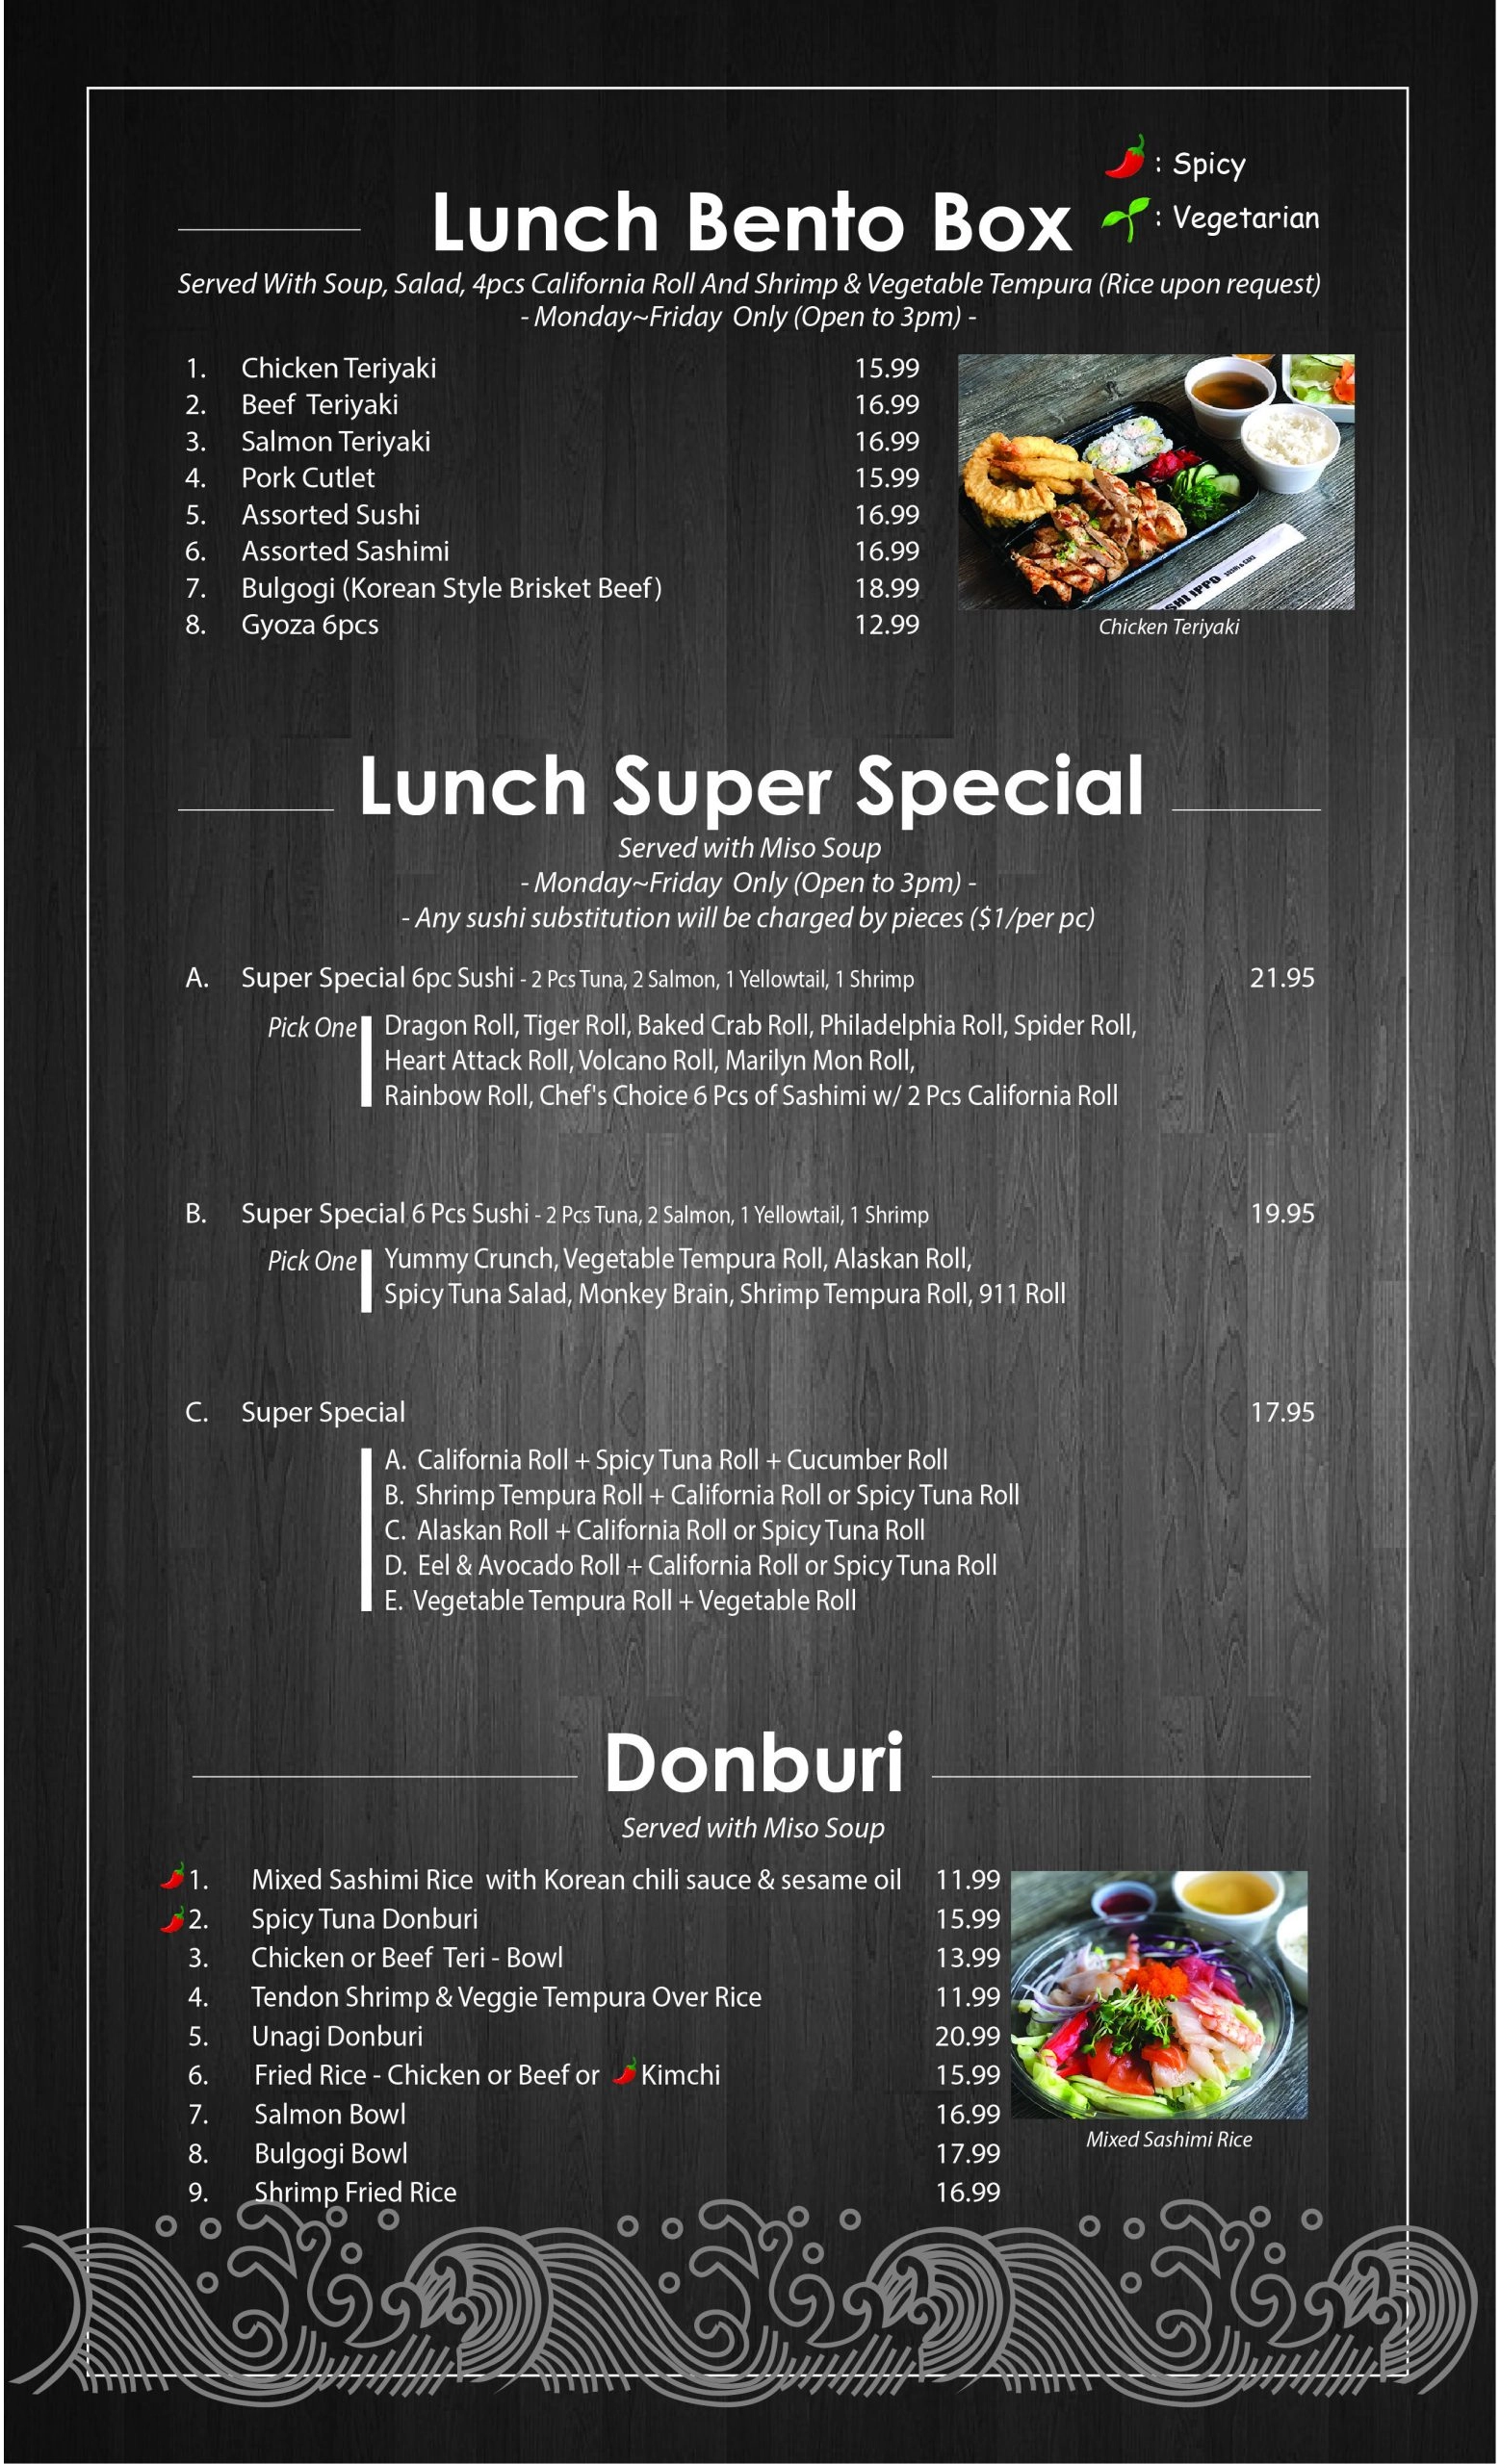 : Spicy
: Vegetarian
Lunch Bento Box
Served With Soup, Salad, 4pcs California Roll And Shrimp & Vegetable Tempura (Rice upon request)
- Monday~Friday Only (Open to 3pm) -
1. Chicken Teriyaki 15.99
2. Beef Teriyaki 16.99
3. Salmon Teriyaki 16.99
4. Pork Cutlet 15.99
5. Assorted Sushi 16.99
6. Assorted Sashimi 16.99
7. Bulgogi (Korean Style Brisket Beef) 18.99
8. Gyoza 6pcs 12.99
Chicken Teriyaki
Lunch Super Special
Served with Miso Soup
- Monday~Friday Only (Open to 3pm) -
- Any sushi substitution will be charged by pieces ($1/per pc)
A. Super Special 6pc Sushi - 2 Pcs Tuna, 2 Salmon, 1 Yellowtail, 1 Shrimp 21.95
Pick One Dragon Roll, Tiger Roll, Baked Crab Roll, Philadelphia Roll, Spider Roll,
Heart Attack Roll, Volcano Roll, Marilyn Mon Roll,
Rainbow Roll, Chef's Choice 6 Pcs of Sashimi w/ 2 Pcs California Roll
B. Super Special 6 Pcs Sushi - 2 Pcs Tuna, 2 Salmon, 1 Yellowtail, 1 Shrimp 19.95
Pick One Yummy Crunch, Vegetable Tempura Roll, Alaskan Roll,
Spicy Tuna Salad, Monkey Brain, Shrimp Tempura Roll, 911 Roll
C. Super Special 17.95
A. California Roll + Spicy Tuna Roll + Cucumber Roll
B. Shrimp Tempura Roll + California Roll or Spicy Tuna Roll
C. Alaskan Roll + California Roll or Spicy Tuna Roll
D. Eel & Avocado Roll + California Roll or Spicy Tuna Roll
E. Vegetable Tempura Roll + Vegetable Roll
Donburi
Served with Miso Soup
1. Mixed Sashimi Rice with Korean chili sauce & sesame oil 11.99
2. Spicy Tuna Donburi 15.99
3. Chicken or Beef Teri - Bowl 13.99
4. Tendon Shrimp & Veggie Tempura Over Rice 11.99
5. Unagi Donburi 20.99
6. Fried Rice - Chicken or Beef or Kimchi 15.99
7. Salmon Bowl 16.99
8. Bulgogi Bowl 17.99
9. Shrimp Fried Rice 16.99
Mixed Sashimi Rice